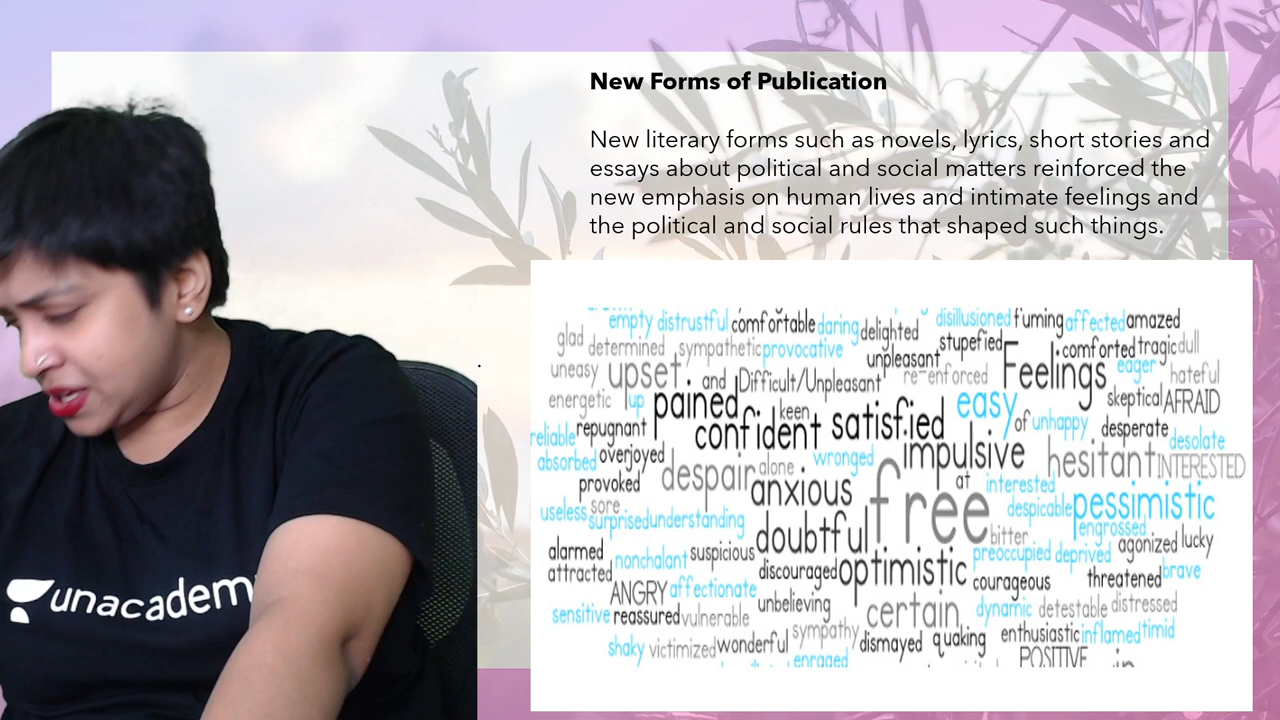 New Forms of Publication
New literary forms such as novels, lyrics, short stories and
essays about political and social matters reinforced the
new emphasis on human lives and intimate feelings and
the political and social rules that shaped such things.
empty distrustful comfortable daring delighted disillusioned fuming affected amazed
glad determined sympathetic provocative unpleasant stupefied comforted tragic dull
uneasy upset. and Difficult/Unpleasant re-enforced Feelings eager hateful
energetic up pained keen satisfied easy of unhappy skeptical AFRAID
reliable repugnant confident desperate desolate
absorbed overjoyed despair alone wronged impulsive hesitant INTERESTED
provoked anxious free at interested pessimistic
useless sore surprised understanding doubtful bitter despicable engrossed
alarmed nonchalant suspicious preoccupied deprived agonized lucky
attracted discouraged optimistic courageous threatened brave
ANGRY affectionate unbelieving certain dynamic detestable distressed
sensitive reassured vulnerable sympathy dismayed quaking enthusiastic inflamed timid
shaky victimized wonderful enraged POSITIVE in
unacadem